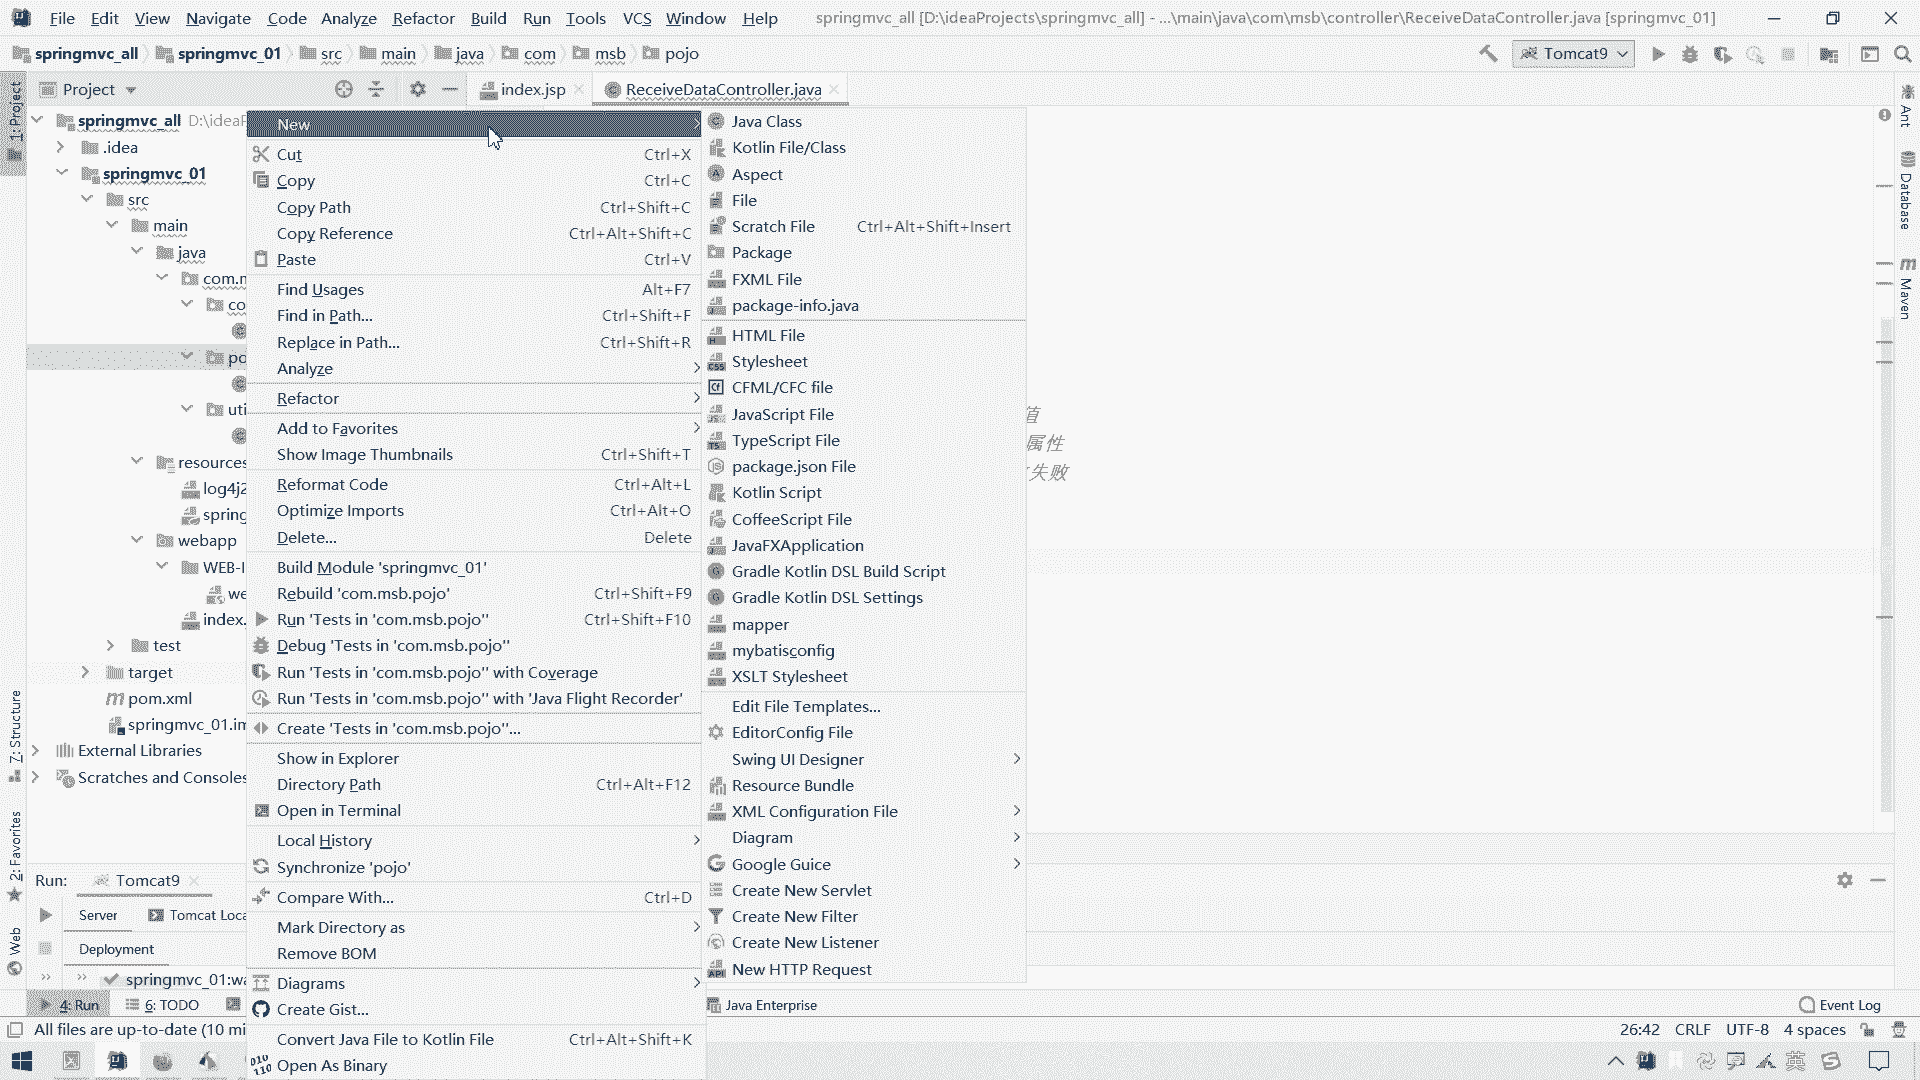 File Edit View Navigate Code Analyze Refactor Build Run Tools VCS Window Help springmvc_all [D:\ideaProjects\springmvc_all] - ...\main\java\com\msb\controller\ReceiveDataController.java [springmvc_01]
springmvc_all springmvc_01 src main java com msb pojo Tomcat9
Project index.jsp ReceiveDataController.java
1: Project
springmvc_all D:\ideaF
.idea
springmvc_01
src
main
java
com.m
co
po
uti
resources
log4j2
spring
webapp
WEB-I
we
index.
test
target
pom.xml
springmvc_01.im
External Libraries
Scratches and Consoles
New
Cut Ctrl+X
Copy Ctrl+C
Copy Path Ctrl+Shift+C
Copy Reference Ctrl+Alt+Shift+C
Paste Ctrl+V
Find Usages Alt+F7
Find in Path... Ctrl+Shift+F
Replace in Path... Ctrl+Shift+R
Analyze
Refactor
Add to Favorites
Show Image Thumbnails Ctrl+Shift+T
Reformat Code Ctrl+Alt+L
Optimize Imports Ctrl+Alt+O
Delete... Delete
Build Module 'springmvc_01'
Rebuild 'com.msb.pojo' Ctrl+Shift+F9
Run 'Tests in 'com.msb.pojo'' Ctrl+Shift+F10
Debug 'Tests in 'com.msb.pojo''
Run 'Tests in 'com.msb.pojo'' with Coverage
Run 'Tests in 'com.msb.pojo'' with 'Java Flight Recorder'
Create 'Tests in 'com.msb.pojo''...
Show in Explorer
Directory Path Ctrl+Alt+F12
Open in Terminal
Local History
Synchronize 'pojo'
Compare With... Ctrl+D
Mark Directory as
Remove BOM
Diagrams
Create Gist...
Convert Java File to Kotlin File Ctrl+Alt+Shift+K
Open As Binary
Java Class
Kotlin File/Class
Aspect
File
Scratch File Ctrl+Alt+Shift+Insert
Package
FXML File
package-info.java
HTML File
Stylesheet
CFML/CFC file
JavaScript File
TypeScript File
package.json File
Kotlin Script
CoffeeScript File
JavaFXApplication
Gradle Kotlin DSL Build Script
Gradle Kotlin DSL Settings
mapper
mybatisconfig
XSLT Stylesheet
Edit File Templates...
EditorConfig File
Swing UI Designer
Resource Bundle
XML Configuration File
Diagram
Google Guice
Create New Servlet
Create New Filter
Create New Listener
New HTTP Request
值
属性
失败
Ant
Database
Maven
7: Structure
2: Favorites
Web
Run: Tomcat9
Server Tomcat Loca
Deployment
springmvc_01:wa
4: Run 6: TODO Java Enterprise Event Log
All files are up-to-date (10 mi 26:42 CRLF UTF-8 4 spaces
英